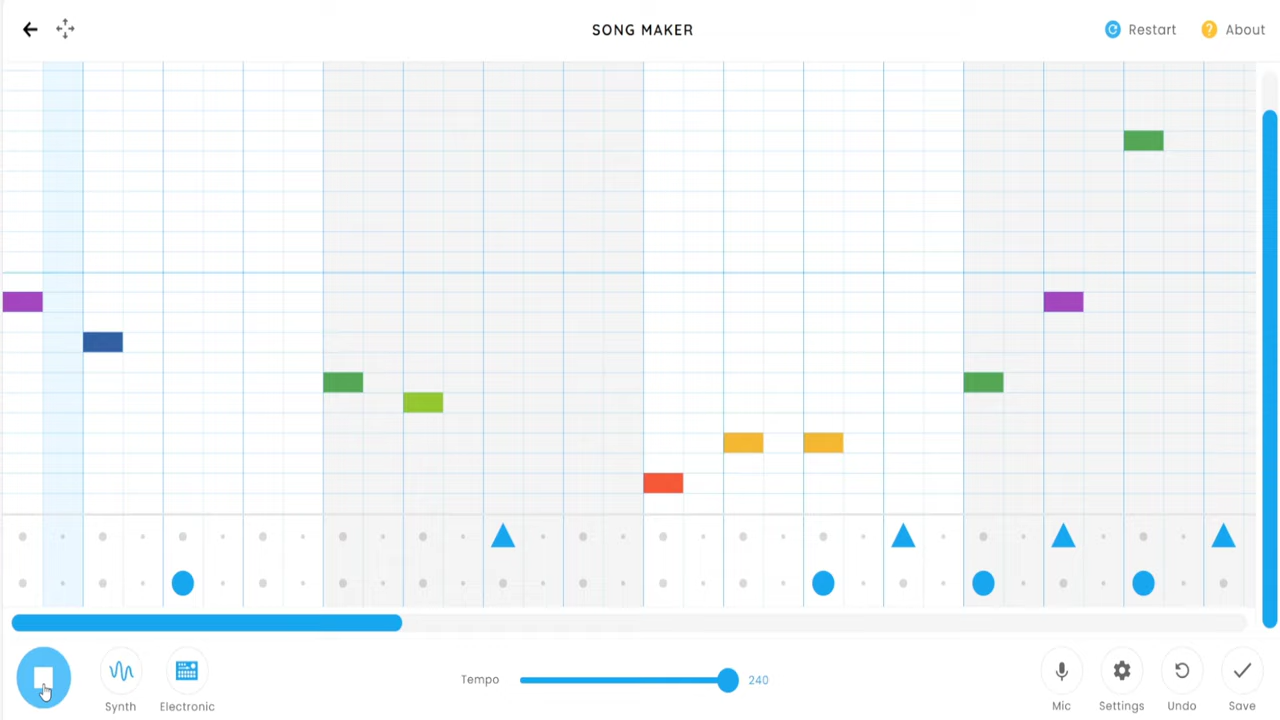 SONG MAKER
Restart
? About
Tempo
240
Synth
Electronic
Mic
Settings
Undo
Save